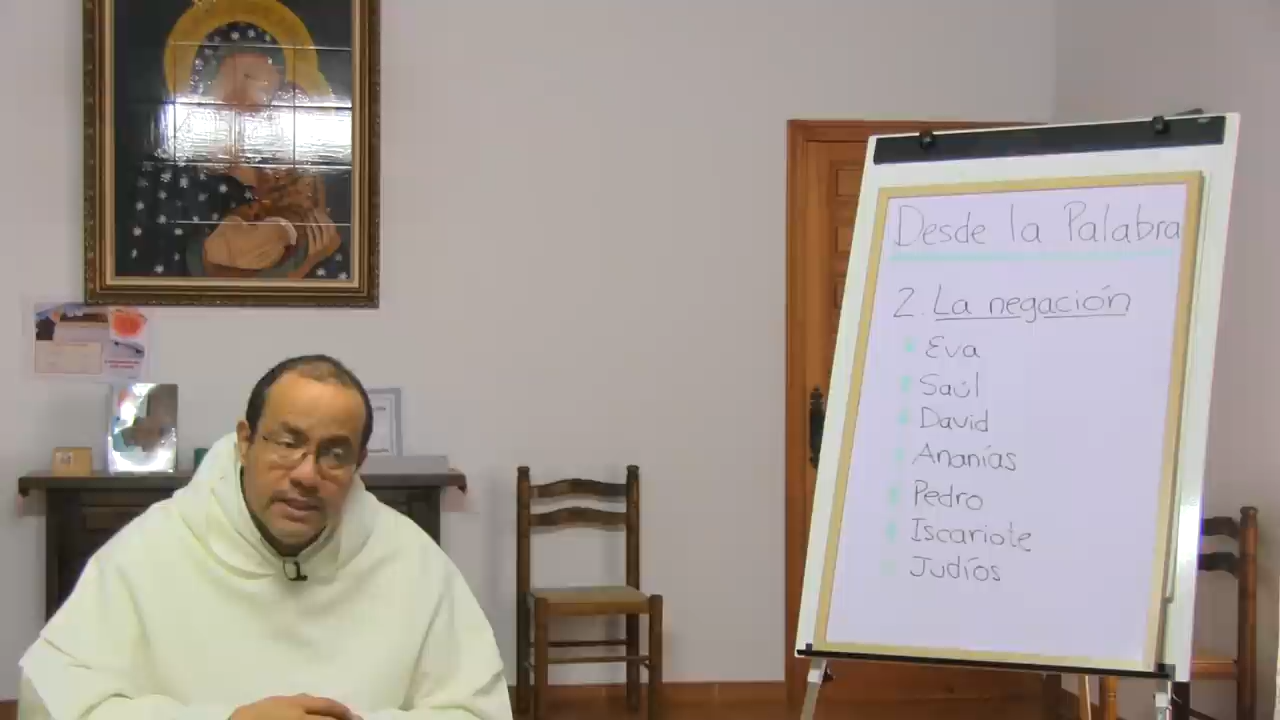 Desde la Palabra
2. La negación
Eva
Saúl
David
Ananías
Pedro
Iscariote
Judíos